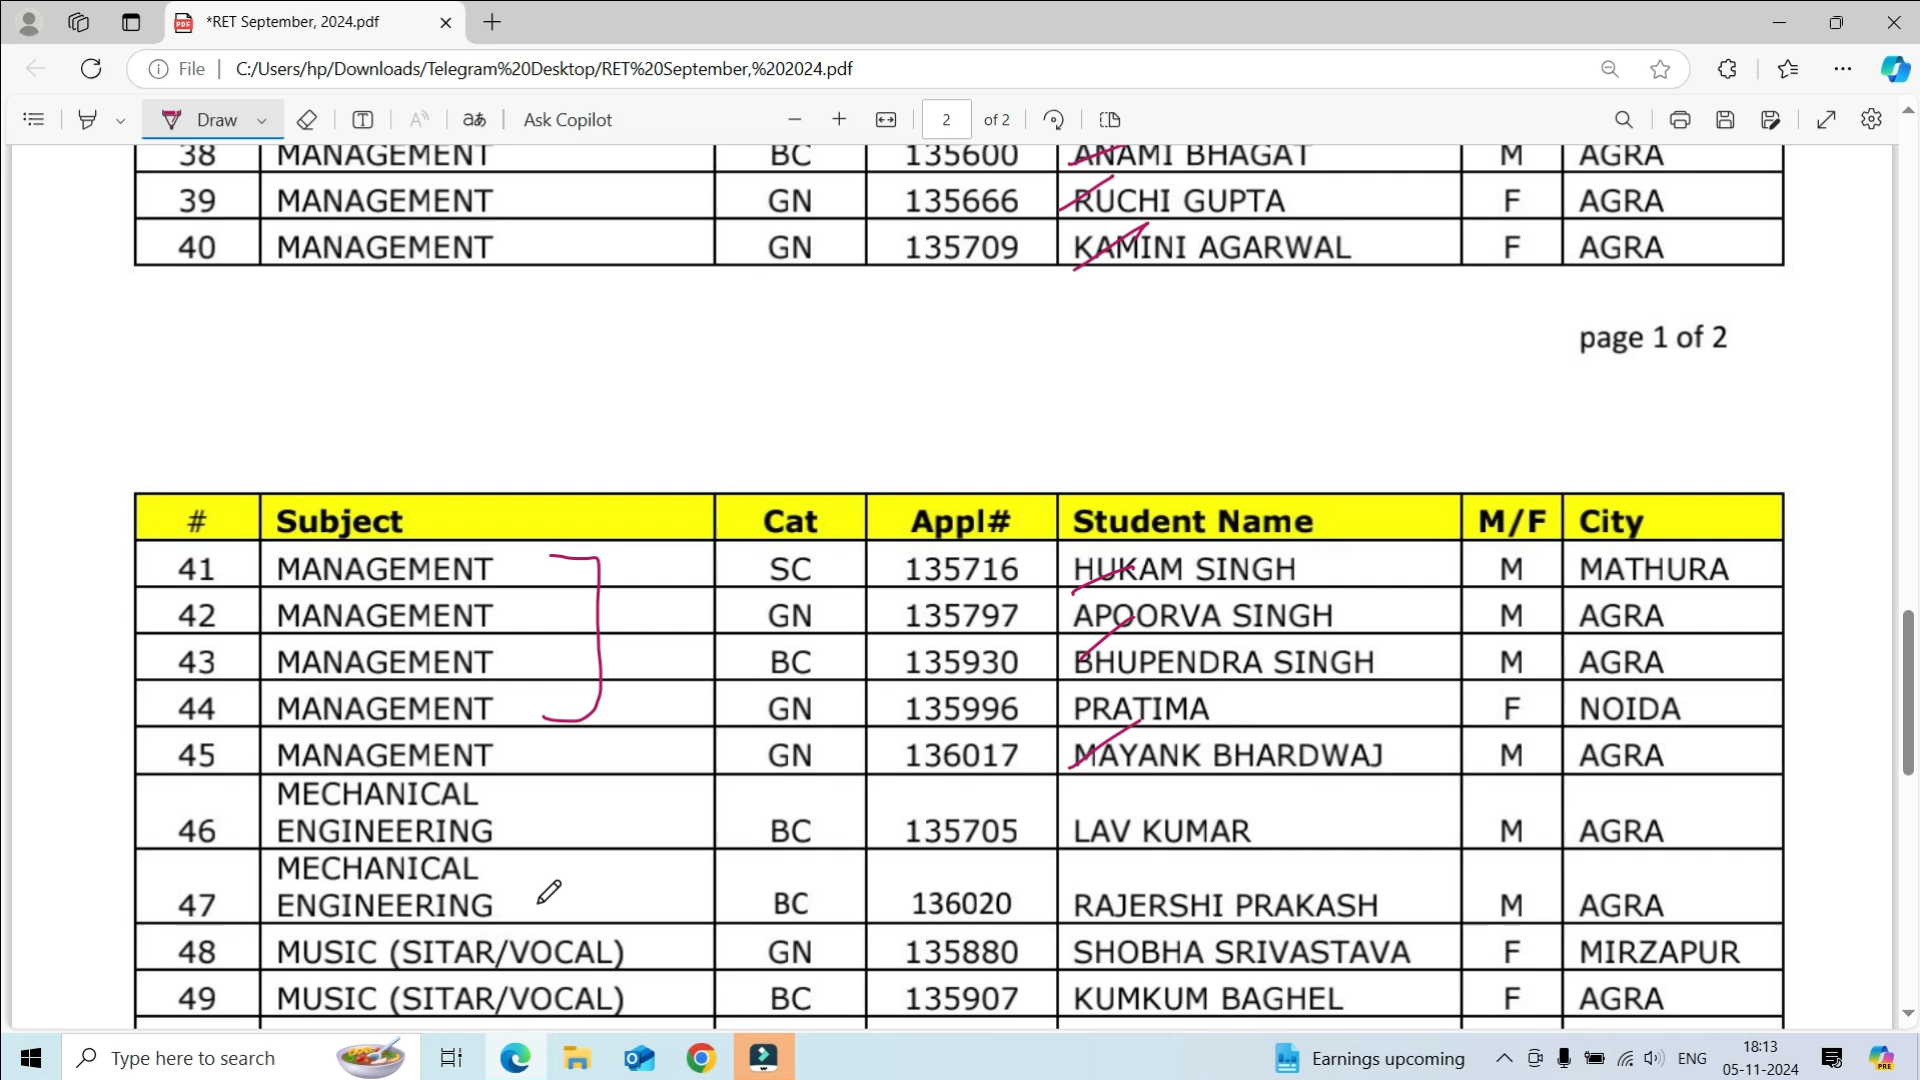 *RET September, 2024.pdf
File C:/Users/hp/Downloads/Telegram%20Desktop/RET%20September,%202024.pdf
Draw Ask Copilot 2 of 2
38 MANAGEMENT BC 135600 ANAMI BHAGAT M AGRA
39 MANAGEMENT GN 135666 RUCHI GUPTA F AGRA
40 MANAGEMENT GN 135709 KAMINI AGARWAL F AGRA
page 1 of 2
# Subject Cat Appl# Student Name M/F City
41 MANAGEMENT SC 135716 HUKAM SINGH M MATHURA
42 MANAGEMENT GN 135797 APOORVA SINGH M AGRA
43 MANAGEMENT BC 135930 BHUPENDRA SINGH M AGRA
44 MANAGEMENT GN 135996 PRATIMA F NOIDA
45 MANAGEMENT GN 136017 MAYANK BHARDWAJ M AGRA
MECHANICAL
46 ENGINEERING BC 135705 LAV KUMAR M AGRA
MECHANICAL
47 ENGINEERING BC 136020 RAJERSHI PRAKASH M AGRA
48 MUSIC (SITAR/VOCAL) GN 135880 SHOBHA SRIVASTAVA F MIRZAPUR
49 MUSIC (SITAR/VOCAL) BC 135907 KUMKUM BAGHEL F AGRA
Type here to search Earnings upcoming ENG 18:13
05-11-2024